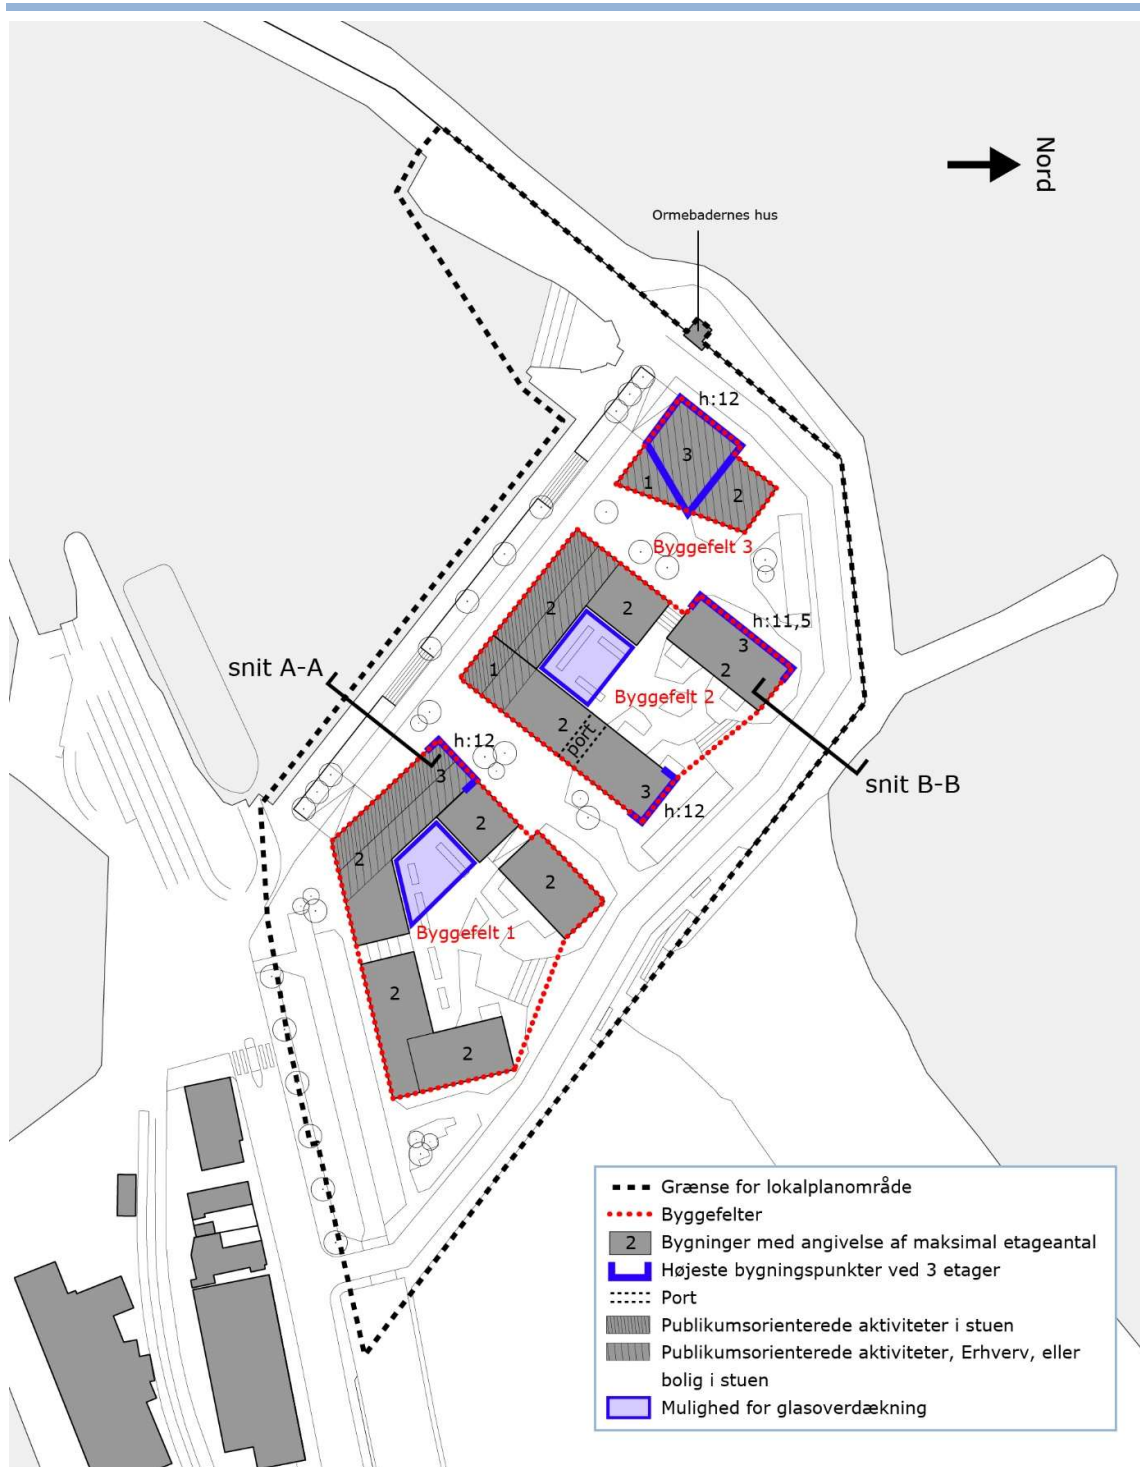 Nord
Ormebadernes hus
h:12
3
1
2
Byggefelt 3
2
2
h:11,5
3
2
1
Byggefelt 2
snit A-A
2
port
h:12
3
3
h:12
snit B-B
2
2
2
Byggefelt 1
2
2
Grænse for lokalplanområde
Byggefelter
2 Bygninger med angivelse af maksimal etageantal
Højeste bygningspunkter ved 3 etager
Port
Publikumsorienterede aktiviteter i stuen
Publikumsorienterede aktiviteter, Erhverv, eller
bolig i stuen
Mulighed for glasoverdækning